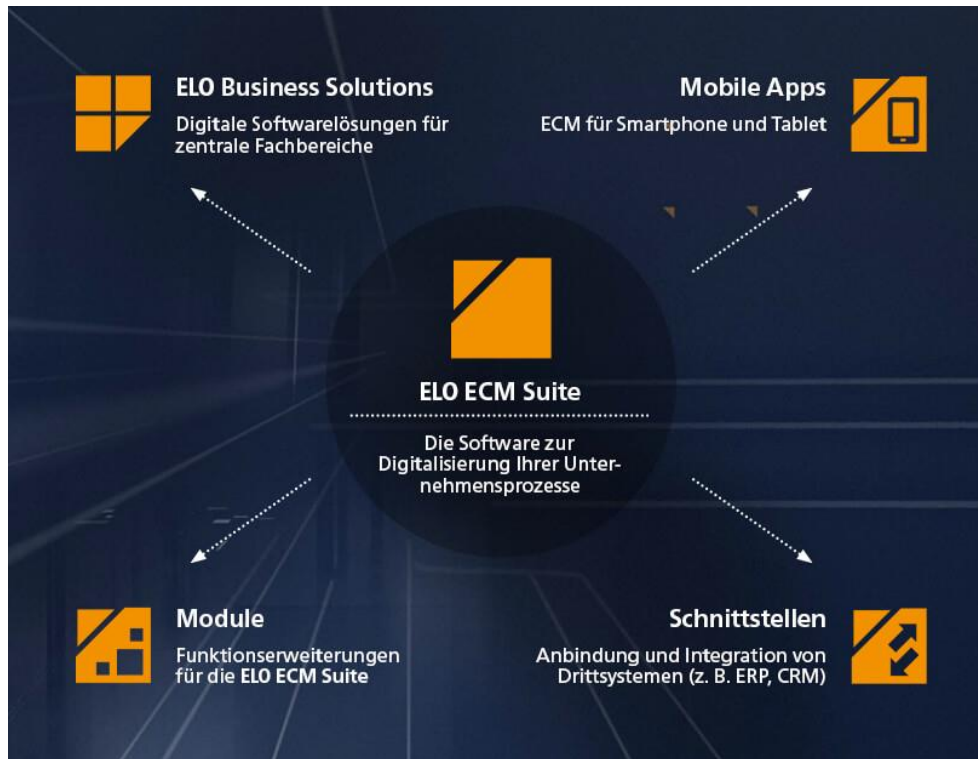 ELO Business Solutions
Digitale Softwarelösungen für
zentrale Fachbereiche
Mobile Apps
ECM für Smartphone und Tablet
ELO ECM Suite
Die Software zur
Digitalisierung Ihrer Unter-
nehmensprozesse
Module
Funktionserweiterungen
für die ELO ECM Suite
Schnittstellen
Anbindung und Integration von
Drittsystemen (z. B. ERP, CRM)